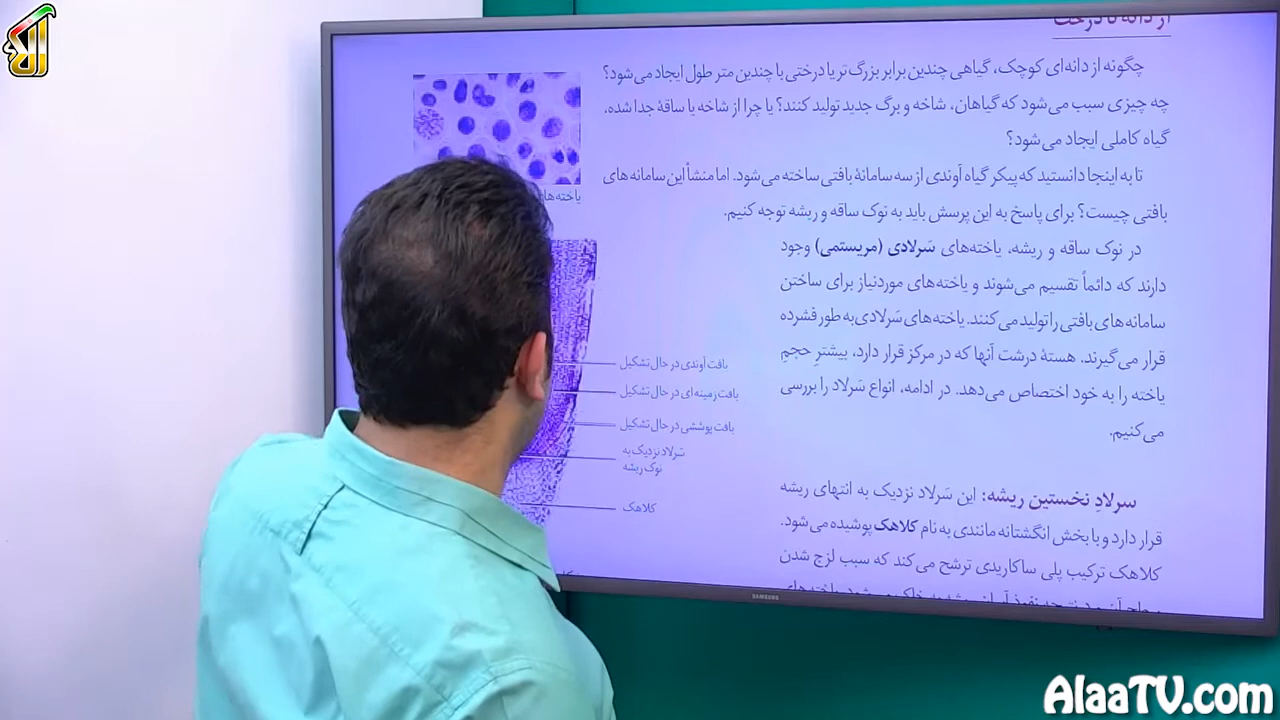 از دانه تا درخت
چگونه از دانه‌ای کوچک، گیاهی چندین برابر بزرگ‌تر یا درختی با چندین متر طول ایجاد می‌شود؟
چه چیزی سبب می‌شود که گیاهان، شاخه و برگ جدید تولید کنند؟ یا چرا از شاخه یا ساقهٔ جدا شده،
گیاه کاملی ایجاد می‌شود؟
تا به اینجا دانستید که پیکر گیاه آوندی از سه سامانهٔ بافتی ساخته می‌شود. اما منشأ این سامانه های
بافتی چیست؟ برای پاسخ به این پرسش باید به نوک ساقه و ریشه توجه کنیم.
در نوک ساقه و ریشه، یاخته‌های سَرلادی (مریستمی) وجود
دارند که دائماً تقسیم می‌شوند و یاخته‌های موردنیاز برای ساختن
سامانه‌های بافتی را تولید می‌کنند. یاخته‌های سَرلادی به طور فشرده
قرار می‌گیرند. هستهٔ درشت آنها که در مرکز قرار دارد، بیشترِ حجمِ
یاخته را به خود اختصاص می‌دهد. در ادامه، انواع سَرلاد را بررسی
می‌کنیم.
سرلادِ نخستین ریشه: این سَرلاد نزدیک به انتهای ریشه
قرار دارد و با بخش انگشتانه مانندی به نام کلاهک پوشیده می‌شود.
کلاهک ترکیب پلی ساکاریدی ترشح می‌کند که سبب لزج شدن
یاخته‌ها
بافت آوندی در حال تشکیل
بافت زمینه‌ای در حال تشکیل
بافت پوششی در حال تشکیل
سَرلاد نزدیک به
نوک ریشه
کلاهک
SAMSUNG
AlaaTV.com